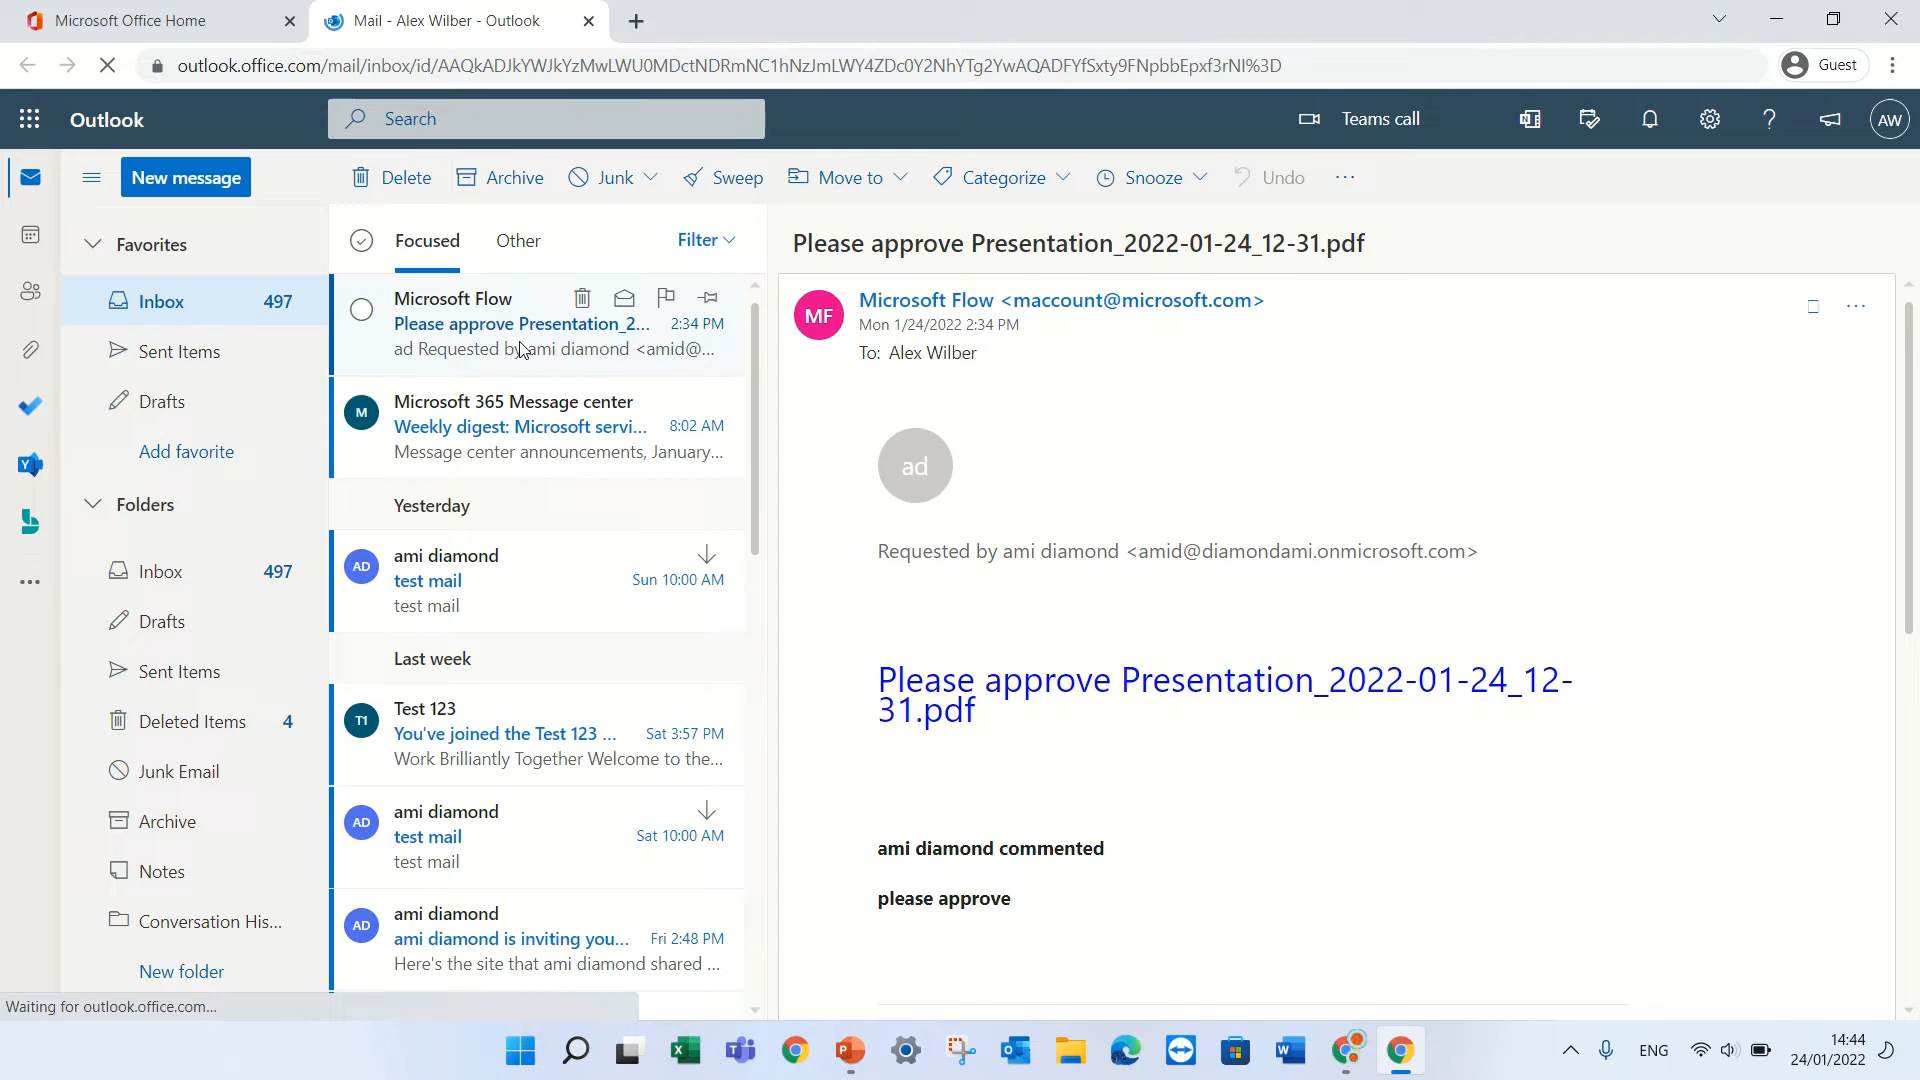 Microsoft Office Home
Mail - Alex Wilber - Outlook
outlook.office.com/mail/inbox/id/AAQkADJkYWJkYzMwLWU0MDctNDRmNC1hNzJmLWY4ZDc0Y2NhYTg2YwAQADFYfSxty9FNpbbEpxf3rNI%3D
Guest
Outlook
Search
Teams call
AW
New message
Delete
Archive
Junk
Sweep
Move to
Categorize
Snooze
Undo
Favorites
Inbox 497
Sent Items
Drafts
Add favorite
Folders
Inbox 497
Drafts
Sent Items
Deleted Items 4
Junk Email
Archive
Notes
Conversation His...
New folder
Focused
Other
Filter
Microsoft Flow
Please approve Presentation_2... 2:34 PM
ad Requested by ami diamond <amid@...
M
Microsoft 365 Message center
Weekly digest: Microsoft servi... 8:02 AM
Message center announcements, January...
Yesterday
AD
ami diamond
test mail Sun 10:00 AM
test mail
Last week
T1
Test 123
You've joined the Test 123 ... Sat 3:57 PM
Work Brilliantly Together Welcome to the...
AD
ami diamond
test mail Sat 10:00 AM
test mail
AD
ami diamond
ami diamond is inviting you... Fri 2:48 PM
Here's the site that ami diamond shared ...
Please approve Presentation_2022-01-24_12-31.pdf
MF
Microsoft Flow <maccount@microsoft.com>
Mon 1/24/2022 2:34 PM
To: Alex Wilber
ad
Requested by ami diamond <amid@diamondami.onmicrosoft.com>
Please approve Presentation_2022-01-24_12-
31.pdf
ami diamond commented
please approve
Waiting for outlook.office.com...
ENG
14:44
24/01/2022